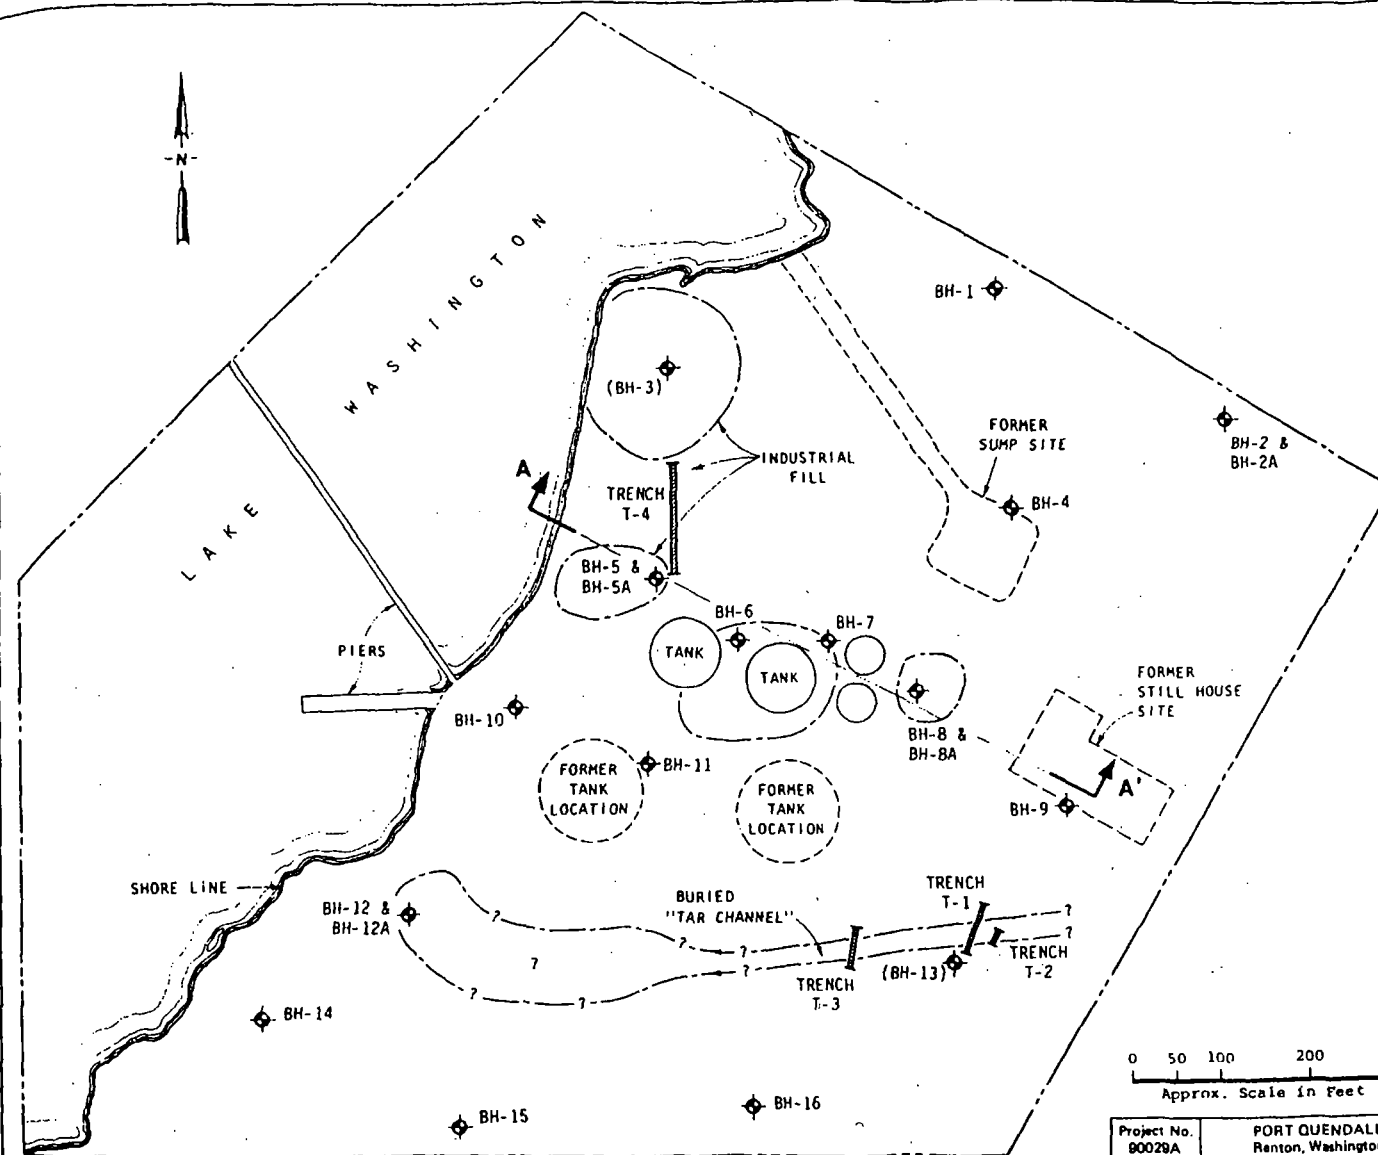 -N-
LAKE
WASHINGTON
BH-1
(BH-3)
BH-2 &
BH-2A
FORMER
SUMP SITE
INDUSTRIAL
FILL
A
TRENCH
T-4
BH-4
BH-5 &
BH-5A
BH-6
BH-7
TANK
TANK
PIERS
FORMER
STILL HOUSE
SITE
BH-10
BH-8 &
BH-8A
BH-11
FORMER
TANK
LOCATION
FORMER
TANK
LOCATION
A'
BH-9
SHORE LINE
BH-12 &
BH-12A
BURIED
"TAR CHANNEL"
TRENCH
T-1
?
?
?
?
?
?
?
?
?
(BH-13)
TRENCH
T-2
TRENCH
T-3
BH-14
0 50 100 200
Approx. Scale in Feet
BH-15
BH-16
Project No.
90029A
PORT QUENDALL
Renton, Washington